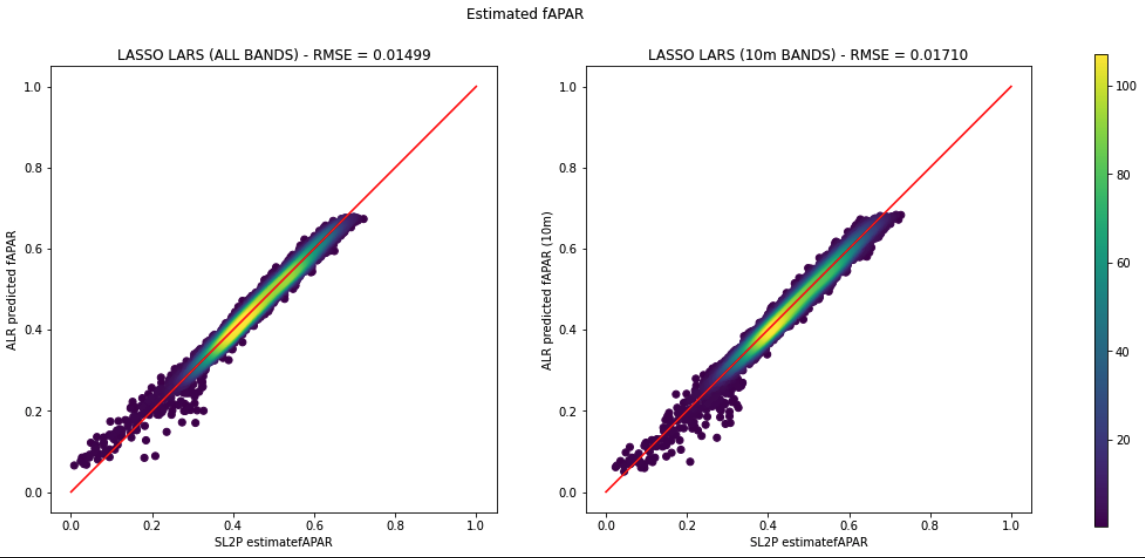 Estimated fAPAR
LASSO LARS (ALL BANDS) - RMSE = 0.01499
1.0
0.8
0.6
0.4
0.2
0.0
ALR predicted fAPAR
0.0 0.2 0.4 0.6 0.8 1.0
SL2P estimatefAPAR
LASSO LARS (10m BANDS) - RMSE = 0.01710
1.0
0.8
0.6
0.4
0.2
0.0
ALR predicted fAPAR (10m)
0.0 0.2 0.4 0.6 0.8 1.0
SL2P estimatefAPAR
100
80
60
40
20